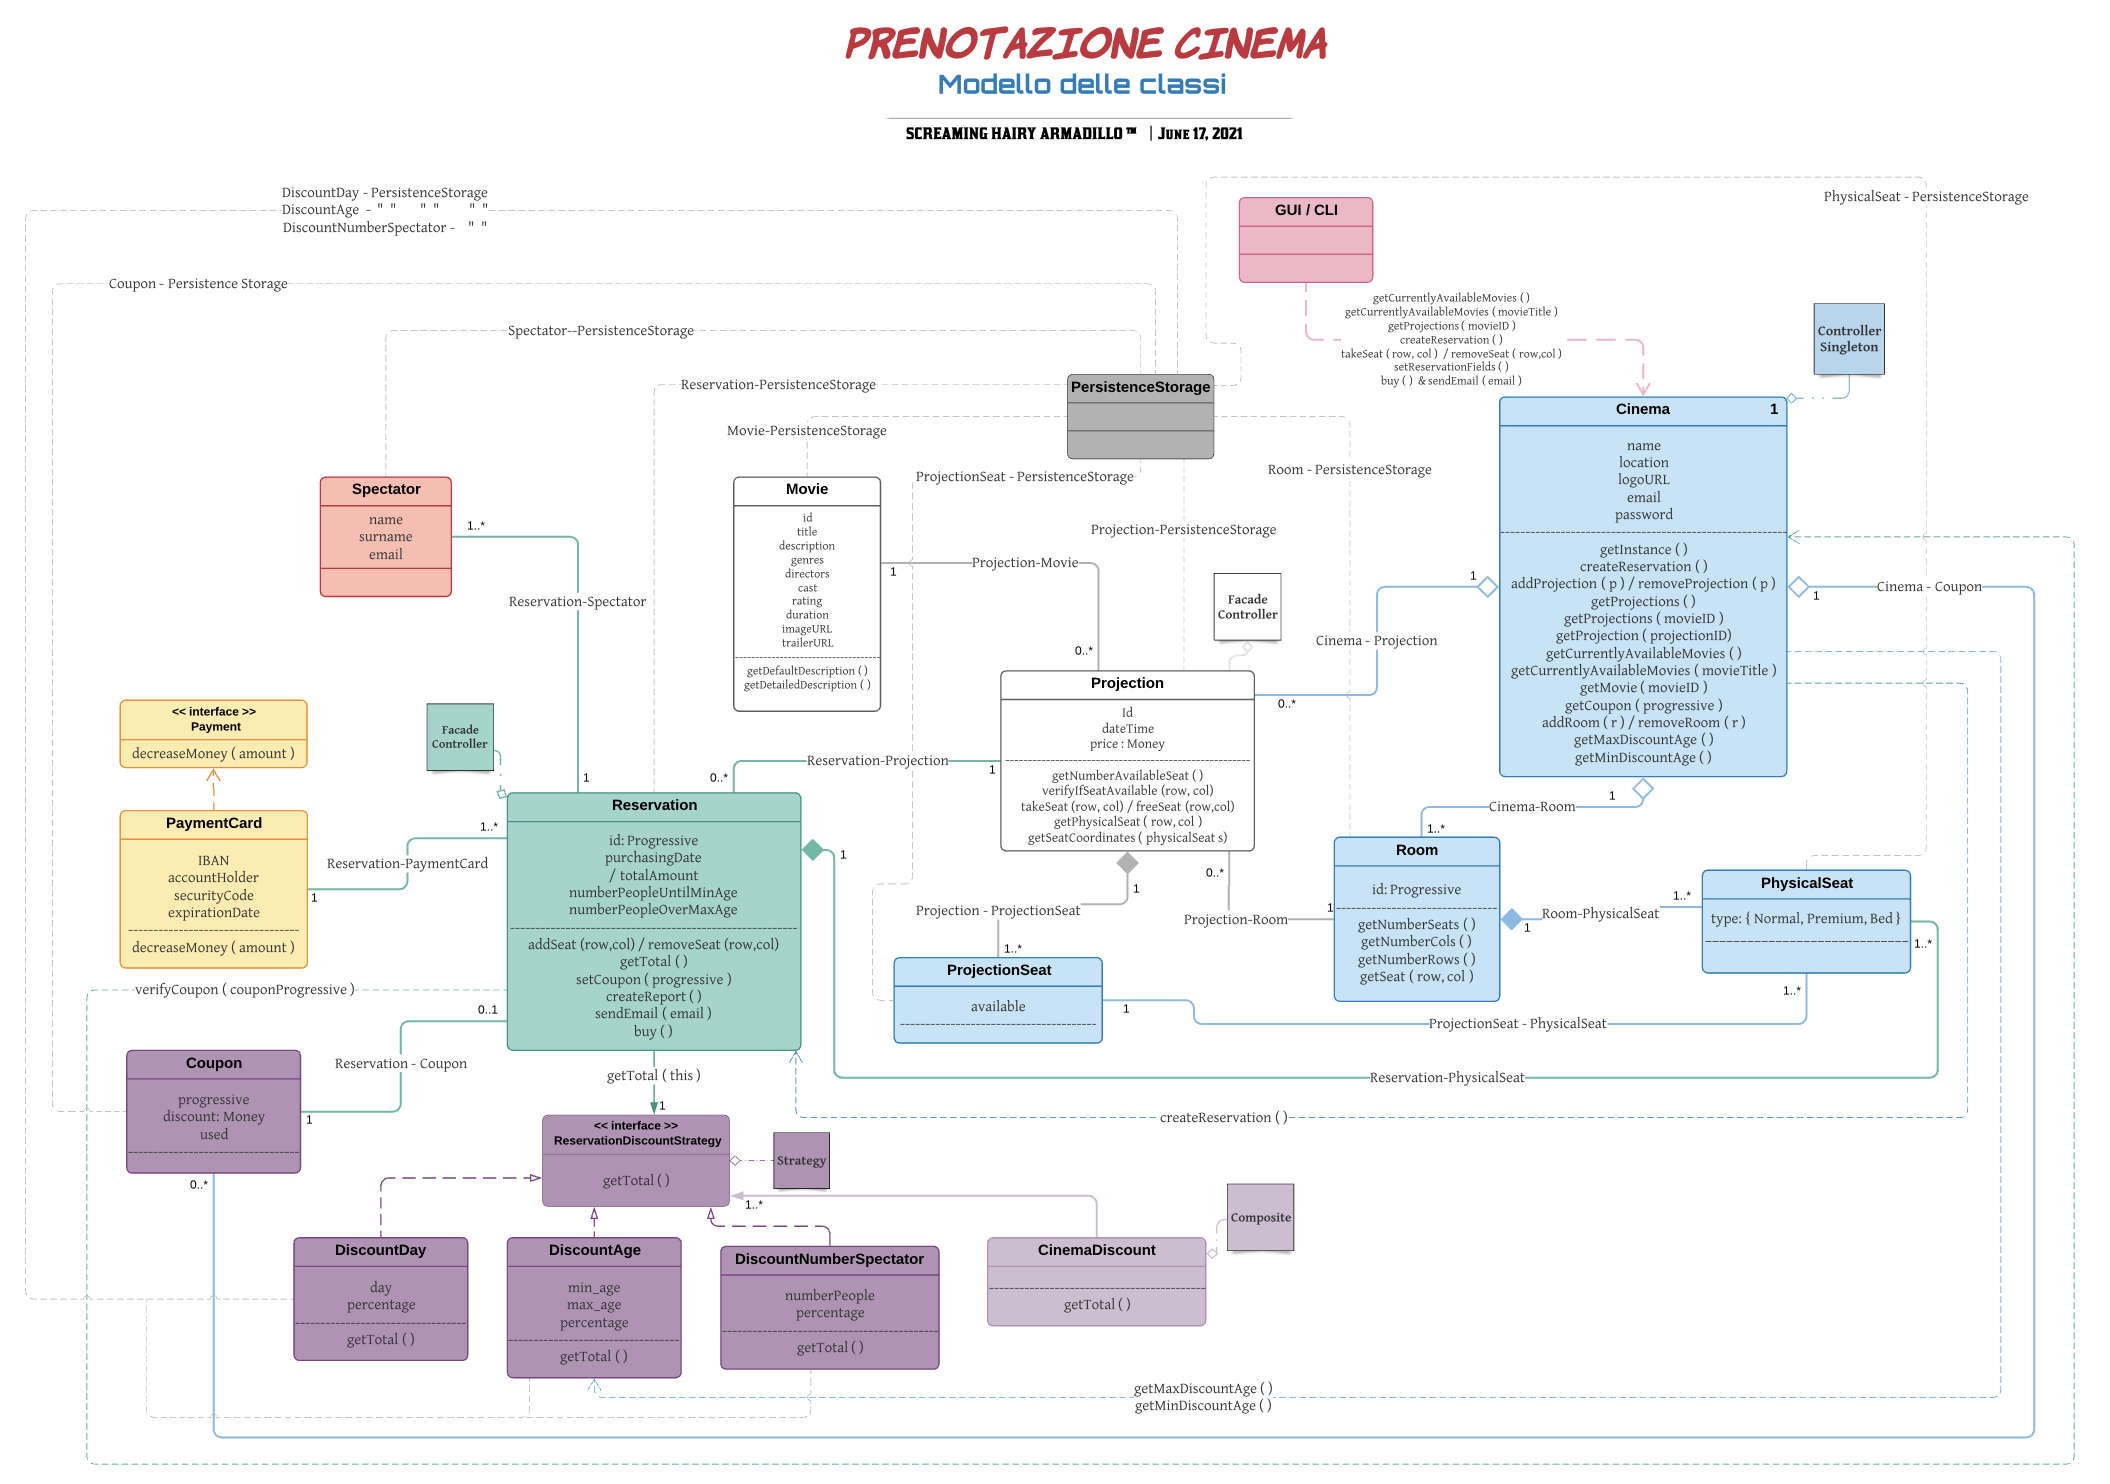 PRENOTAZIONE CINEMA
Modello delle classi
SCREAMING HAIRY ARMADILLO™ | June 17, 2021
DiscountDay - PersistenceStorage
DiscountAge - " " " " " "
DiscountNumberSpectator - " "
PhysicalSeat - PersistenceStorage
GUI / CLI
Coupon - Persistence Storage
getCurrentlyAvailableMovies ( )
getCurrentlyAvailableMovies ( movieTitle )
getProjections ( movieID )
createReservation ( )
takeSeat ( row, col ) / removeSeat ( row,col )
setReservationFields ( )
buy ( ) & sendEmail ( email )
Controller
Singleton
Spectator--PersistenceStorage
Reservation-PersistenceStorage
PersistenceStorage
Movie-PersistenceStorage
ProjectionSeat - PersistenceStorage
Room - PersistenceStorage
Projection-PersistenceStorage
Cinema 1
name
location
logoURL
email
password
getInstance ( )
createReservation ( )
addProjection ( p ) / removeProjection ( p )
getProjections ( )
getProjections ( movieID )
getProjection ( projectionID)
getCurrentlyAvailableMovies ( )
getCurrentlyAvailableMovies ( movieTitle )
getMovie ( movieID )
getCoupon ( progressive )
addRoom ( r ) / removeRoom ( r )
getMaxDiscountAge ( )
getMinDiscountAge ( )
Spectator
name
surname
email
1..*
Reservation-Spectator
1
Movie
id
title
description
genres
directors
cast
rating
duration
imageURL
trailerURL
getDefaultDescription ( )
getDetailedDescription ( )
1
Projection-Movie
0..*
Facade
Controller
1
Cinema - Projection
0..*
Cinema - Coupon
1
Projection
Id
dateTime
price : Money
getNumberAvailableSeat ( )
verifyIfSeatAvailable (row, col)
takeSeat (row, col) / freeSeat (row,col)
getPhysicalSeat ( row, col )
getSeatCoordinates ( physicalSeat s)
<< interface >>
Payment
decreaseMoney ( amount )
Facade
Controller
0..*
Reservation-Projection
1
PaymentCard
IBAN
accountHolder
securityCode
expirationDate
decreaseMoney ( amount )
1..*
Reservation-PaymentCard
1
Reservation
id: Progressive
purchasingDate
/ totalAmount
numberPeopleUntilMinAge
numberPeopleOverMaxAge
addSeat (row,col) / removeSeat (row,col)
getTotal ( )
setCoupon ( progressive )
createReport ( )
sendEmail ( email )
buy ( )
1
1
Cinema-Room
1..*
0..*
1
Projection - ProjectionSeat
1..*
Projection-Room
1
Room
id: Progressive
getNumberSeats ( )
getNumberCols ( )
getNumberRows ( )
getSeat ( row, col )
1..*
Room-PhysicalSeat
1
PhysicalSeat
type: { Normal, Premium, Bed }
1..*
1..*
ProjectionSeat
available
1
ProjectionSeat - PhysicalSeat
verifyCoupon ( couponProgressive )
0..1
Reservation - Coupon
1
Coupon
progressive
discount: Money
used
0..*
getTotal ( this )
1
Reservation-PhysicalSeat
createReservation ( )
<< interface >>
ReservationDiscountStrategy
getTotal ( )
Strategy
1..*
Composite
DiscountDay
day
percentage
getTotal ( )
DiscountAge
min_age
max_age
percentage
getTotal ( )
DiscountNumberSpectator
numberPeople
percentage
getTotal ( )
CinemaDiscount
getTotal ( )
getMaxDiscountAge ( )
getMinDiscountAge ( )